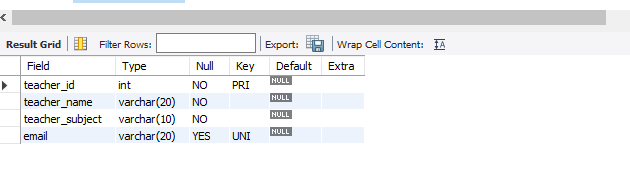 Result Grid Filter Rows: Export: Wrap Cell Content: IA
Field Type Null Key Default Extra
teacher_id int NO PRI NULL
teacher_name varchar(20) NO NULL
teacher_subject varchar(10) NO NULL
email varchar(20) YES UNI NULL